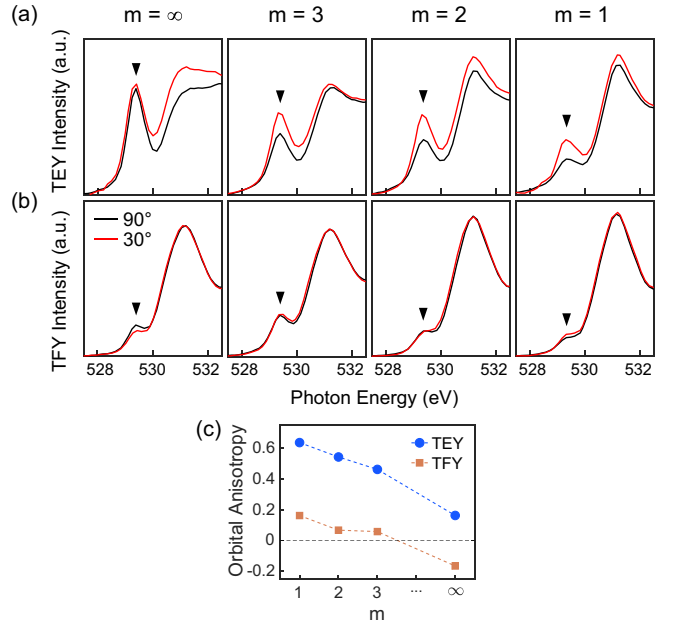 (a)
m = ∞ m = 3 m = 2 m = 1
TEY Intensity (a.u.)
(b)
90°
30°
TFY Intensity (a.u.)
528 530 532 528 530 532 528 530 532 528 530 532
Photon Energy (eV)
(c)
Orbital Anisotropy
0.6
0.4
0.2
0
-0.2
TEY
TFY
1 2 3 ... ∞
m